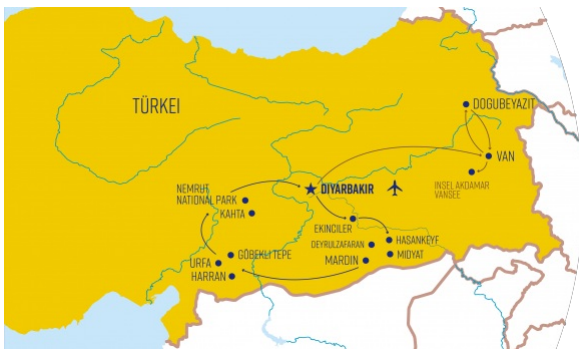 TÜRKEI
DOGUBEYAZIT
VAN
INSEL AKDAMAR
VANSEE
NEMRUT
NATIONAL PARK
DIYARBAKIR
KAHTA
EKINCILER
HASANKEYF
DEYRULZAFARAN
MIDYAT
GÖBEKLI TEPE
MARDIN
URFA
HARRAN